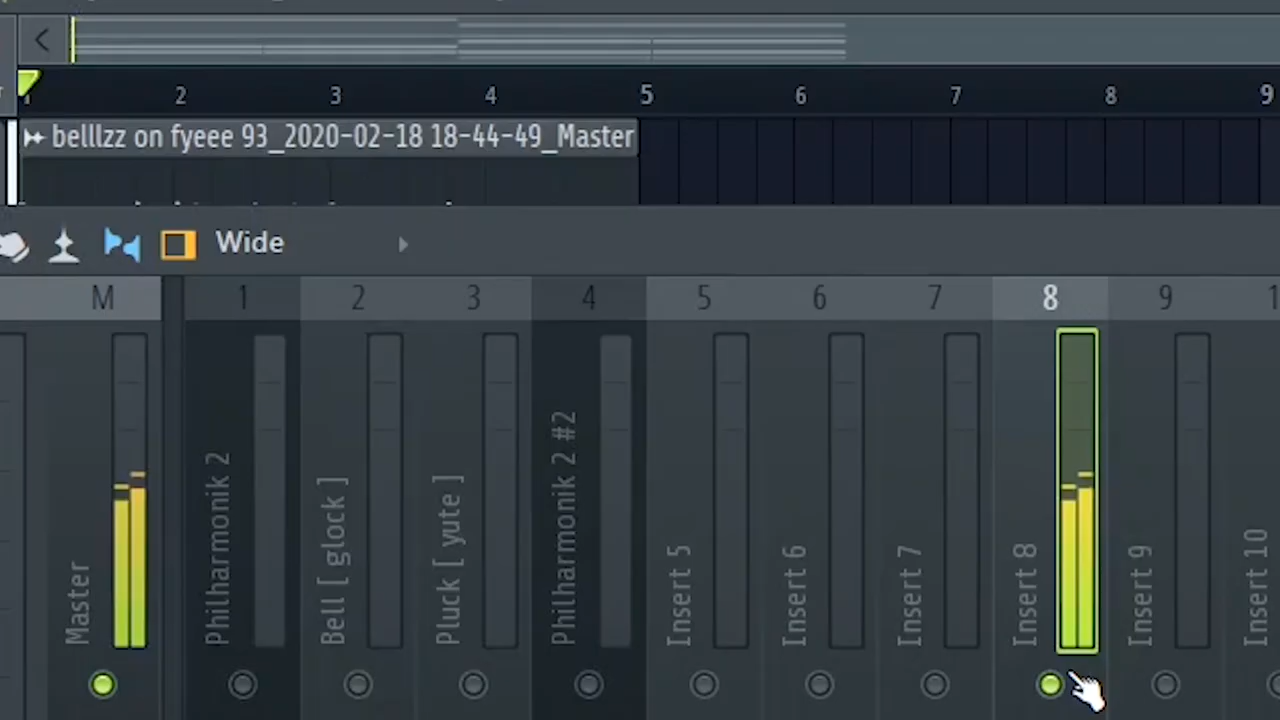 1 2 3 4 5 6 7 8 9
belllzz on fyeee 93_2020-02-18 18-44-49_Master
Wide
M 1 2 3 4 5 6 7 8 9
Master
Philharmonik 2
Bell [ glock ]
Pluck [ yute ]
Philharmonik 2 #2
Insert 5
Insert 6
Insert 7
Insert 8
Insert 9
Insert 10